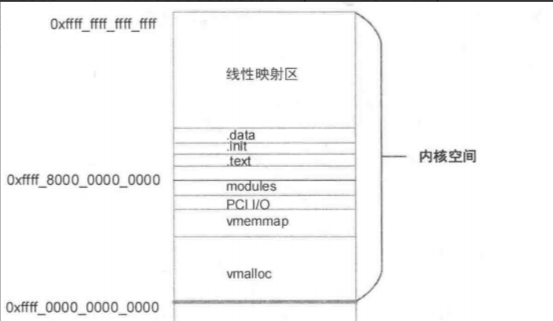 0xffff_ffff_ffff_ffff
线性映射区
.data
.init
.text
内核空间
0xffff_8000_0000_0000
modules
PCI I/O
vmemmap
vmalloc
0xffff_0000_0000_0000